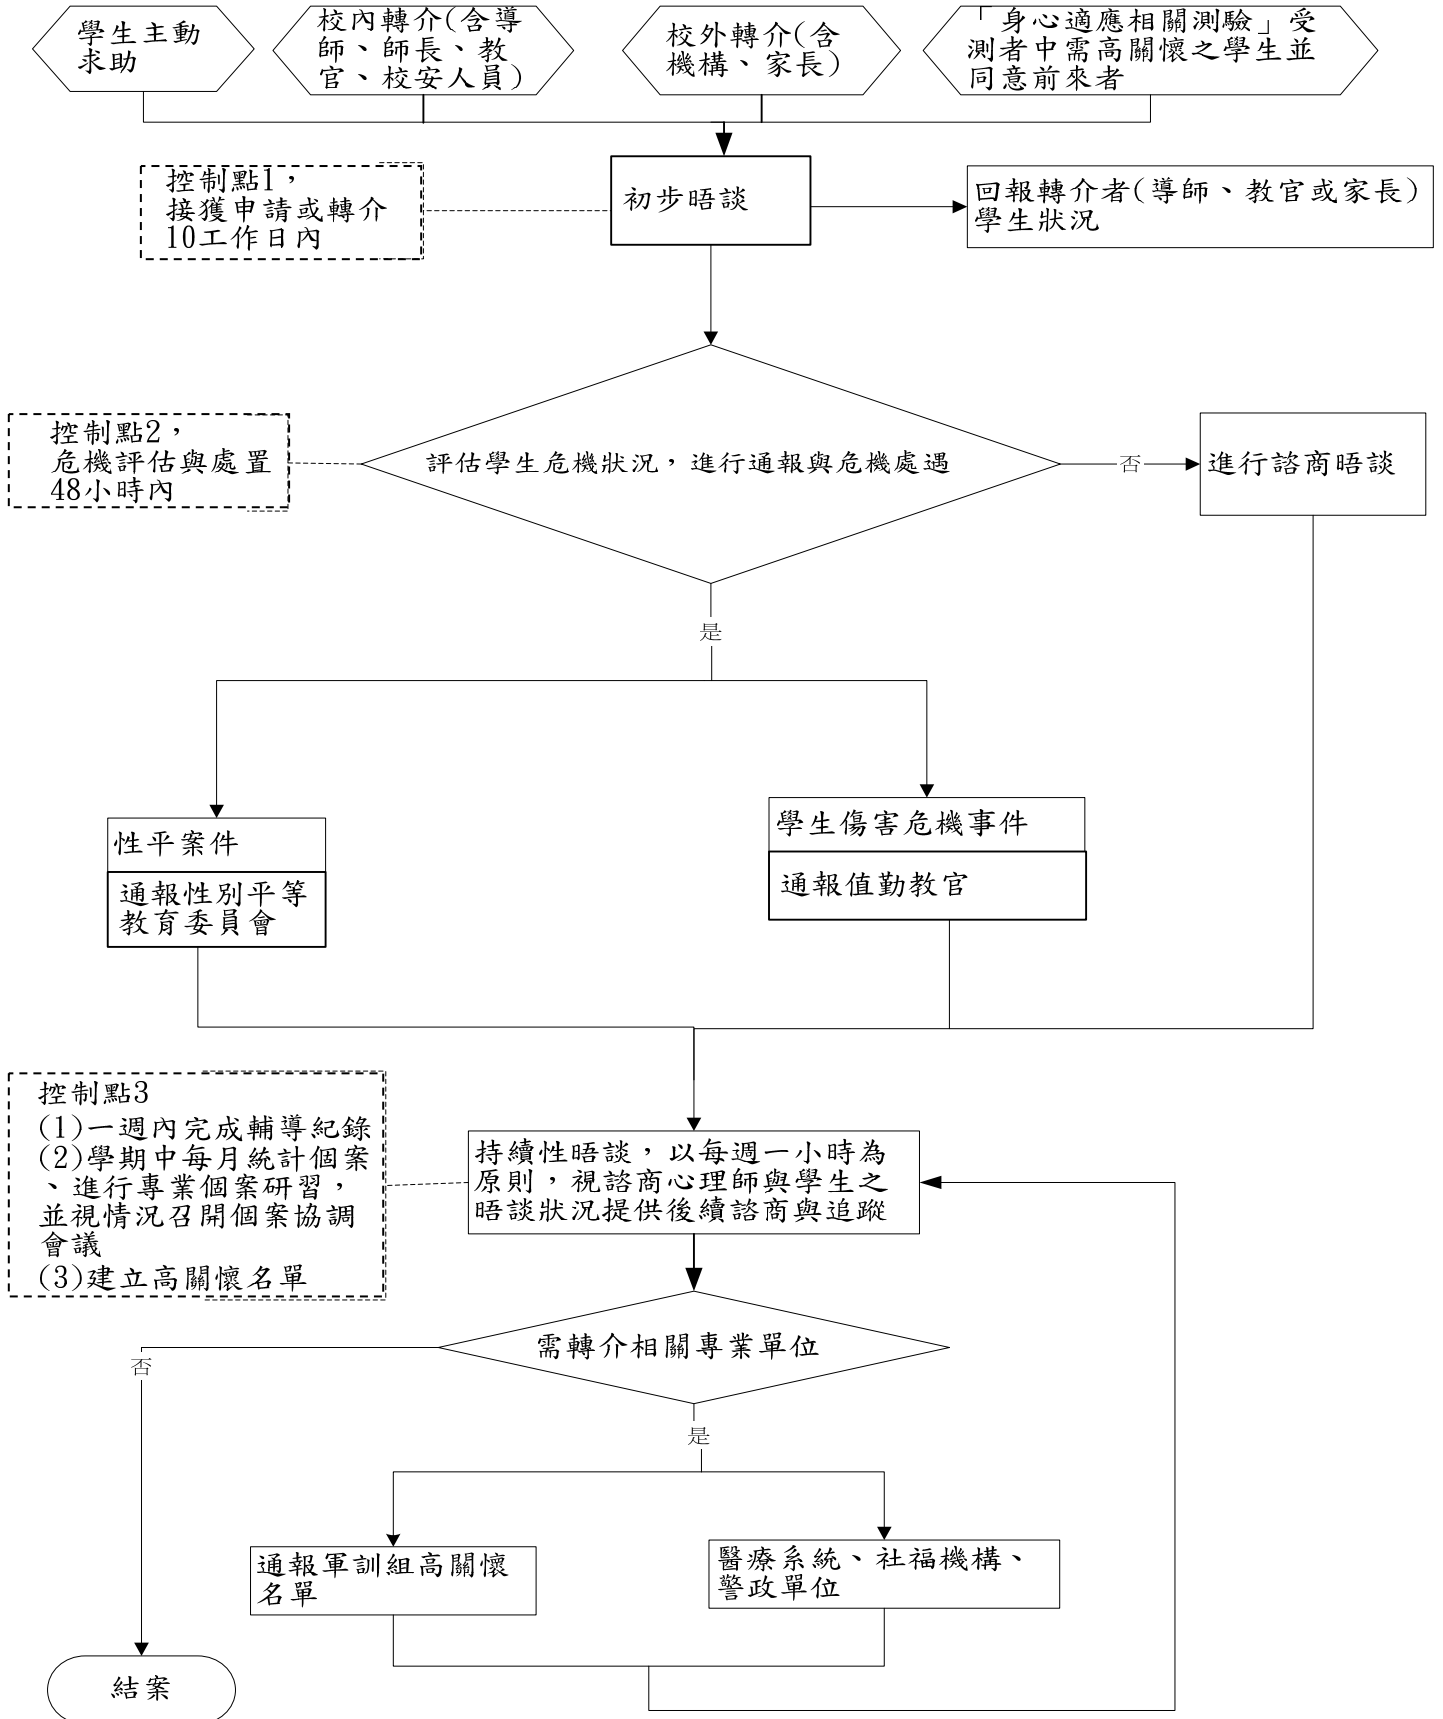 學生主動
求助
校內轉介(含導
師、師長、教
官、校安人員)
校外轉介(含
機構、家長)
「身心適應相關測驗」受
測者中需高關懷之學生並
同意前來者
控制點1，
接獲申請或轉介
10工作日內
初步晤談
回報轉介者(導師、教官或家長)
學生狀況
控制點2，
危機評估與處置
48小時內
評估學生危機狀況，進行通報與危機處遇
否
進行諮商晤談
是
性平案件
通報性別平等
教育委員會
學生傷害危機事件
通報值勤教官
控制點3
(1)一週內完成輔導紀錄
(2)學期中每月統計個案
、進行專業個案研習，
並視情況召開個案協調
會議
(3)建立高關懷名單
持續性晤談，以每週一小時為
原則，視諮商心理師與學生之
晤談狀況提供後續諮商與追蹤
需轉介相關專業單位
否
是
通報軍訓組高關懷
名單
醫療系統、社福機構、
警政單位
結案